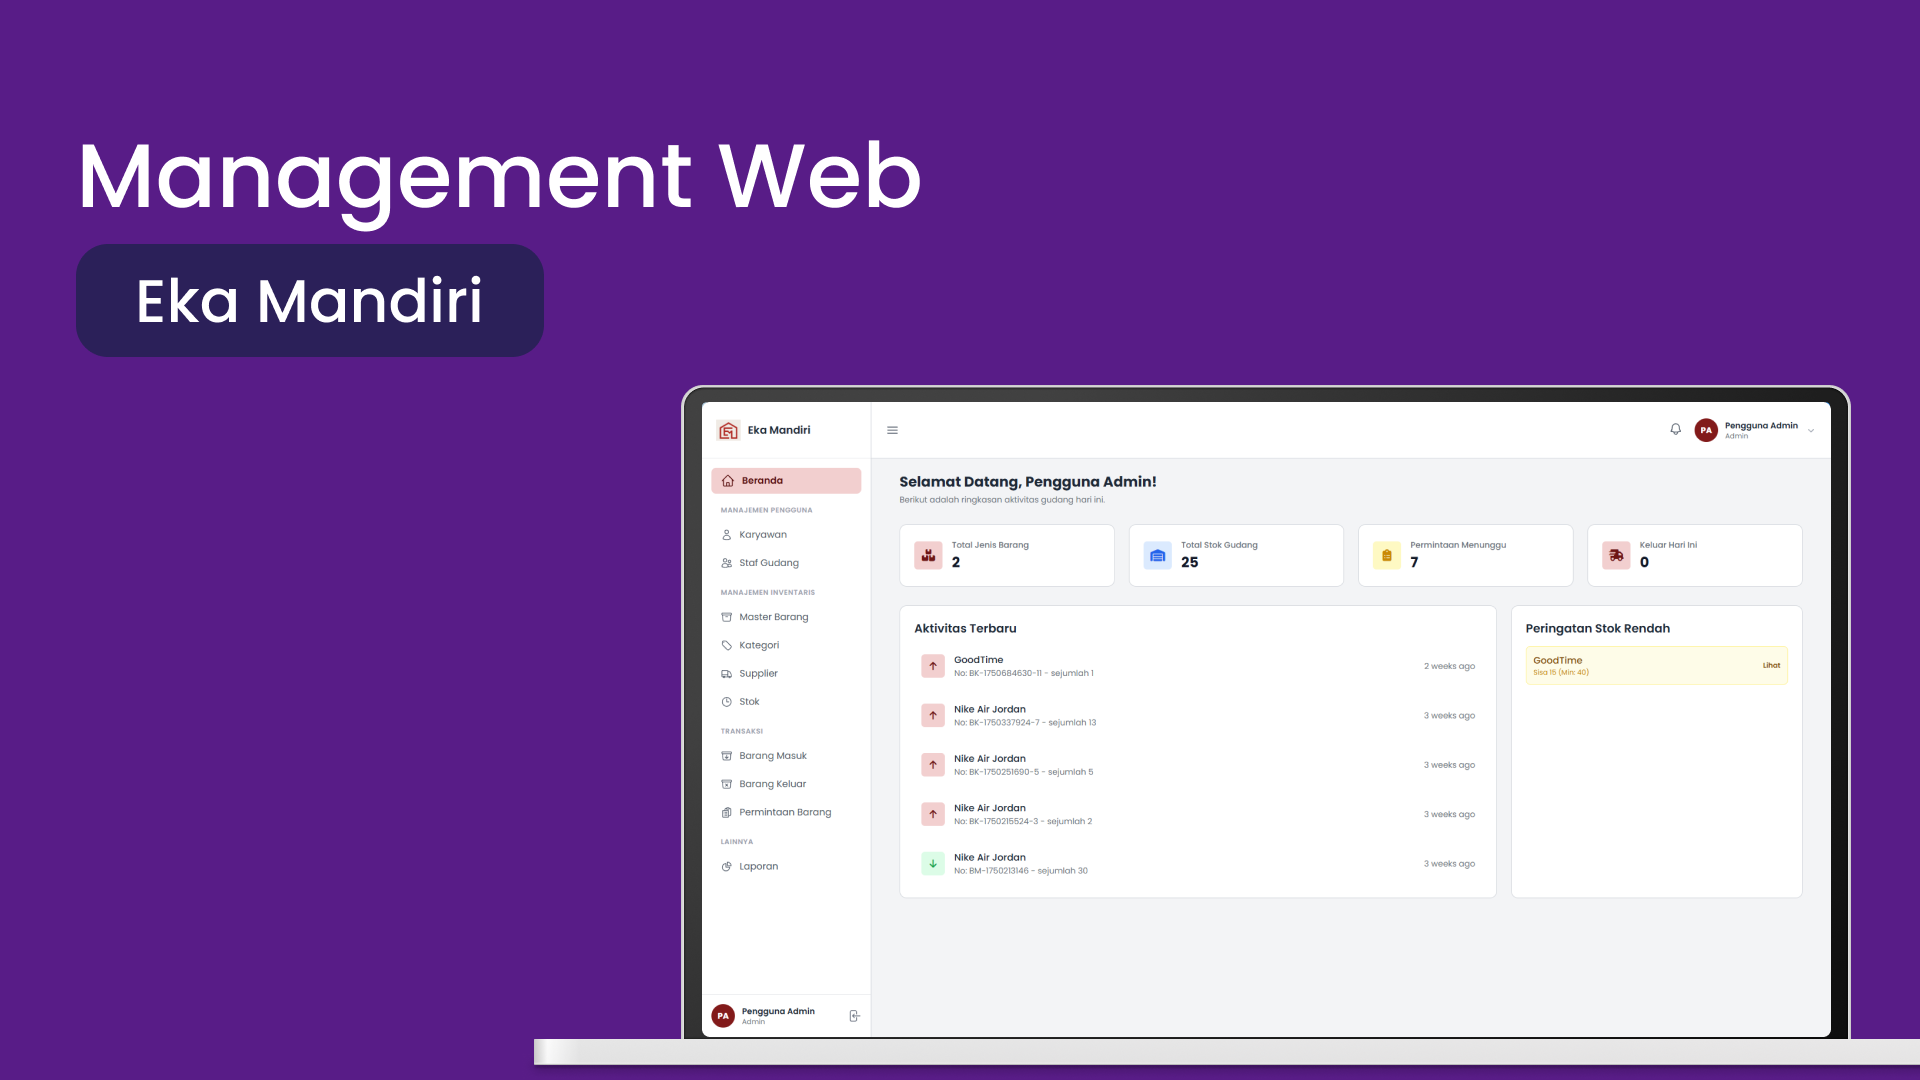 Management Web
Eka Mandiri
Eka Mandiri
Pengguna Admin
PA
Admin
Beranda
MANAJEMEN PENGGUNA
Karyawan
Staf Gudang
MANAJEMEN INVENTARIS
Master Barang
Kategori
Supplier
Stok
TRANSAKSI
Barang Masuk
Barang Keluar
Permintaan Barang
LAINNYA
Laporan
PA
Pengguna Admin
Admin
Selamat Datang, Pengguna Admin!
Berikut adalah ringkasan aktivitas gudang hari ini.
Total Jenis Barang
2
Total Stok Gudang
25
Permintaan Menunggu
7
Keluar Hari Ini
0
Aktivitas Terbaru
GoodTime
No: BK-1750684630-11 - sejumlah 1
2 weeks ago
Nike Air Jordan
No: BK-1750337924-7 - sejumlah 13
3 weeks ago
Nike Air Jordan
No: BK-1750251690-5 - sejumlah 5
3 weeks ago
Nike Air Jordan
No: BK-1750215524-3 - sejumlah 2
3 weeks ago
Nike Air Jordan
No: BM-1750213146 - sejumlah 30
3 weeks ago
Peringatan Stok Rendah
GoodTime
Sisa 15 (Min: 40)
Lihat